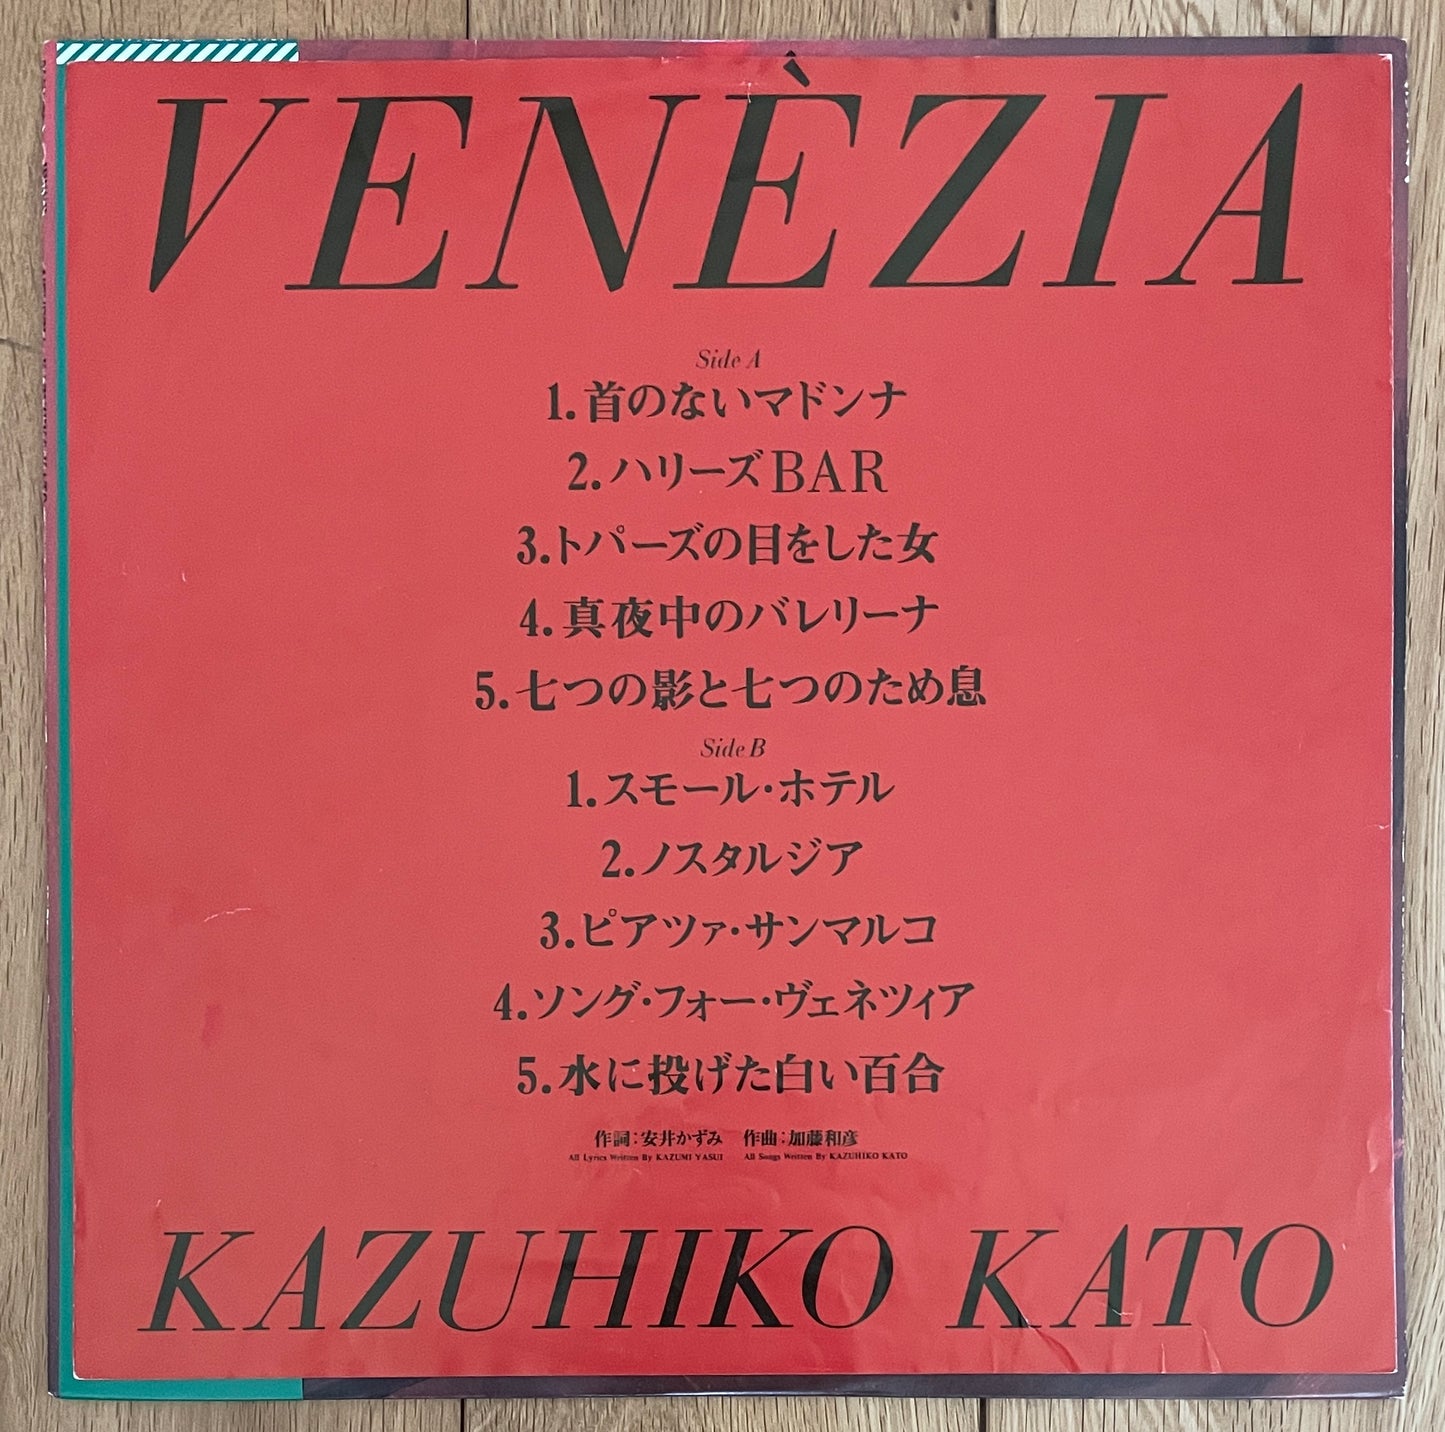 VENÈZIA
Side A
1.首のないマドンナ
2.ハリーズBAR
3.トパーズの目をした女
4.真夜中のバレリーナ
5.七つの影と七つのため息
Side B
1.スモール・ホテル
2.ノスタルジア
3.ピアツァ・サンマルコ
4.ソング・フォー・ヴェネツィア
5.水に投げた白い百合
作詞：安井かずみ　作曲：加藤和彦
All Lyrics Written By KAZUMI YASUI　All Songs Written By KAZUHIKO KATO
KAZUHIKO KATO